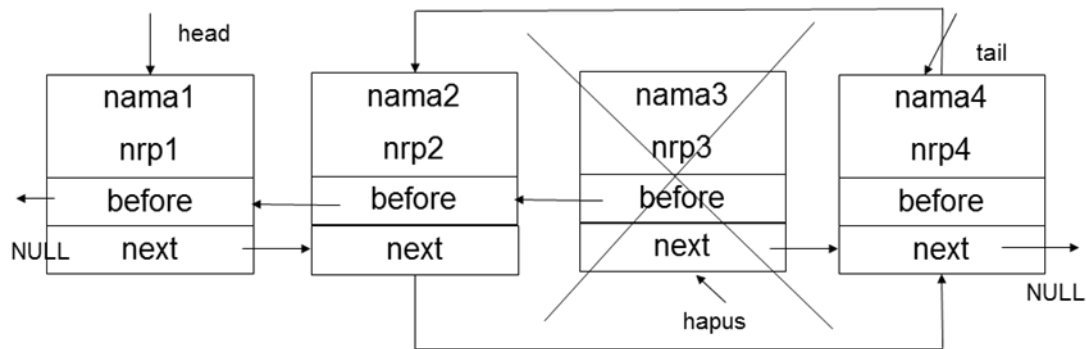 head
tail
nama1
nrp1
before
next
NULL
nama2
nrp2
before
next
nama3
nrp3
before
next
hapus
nama4
nrp4
before
next
NULL